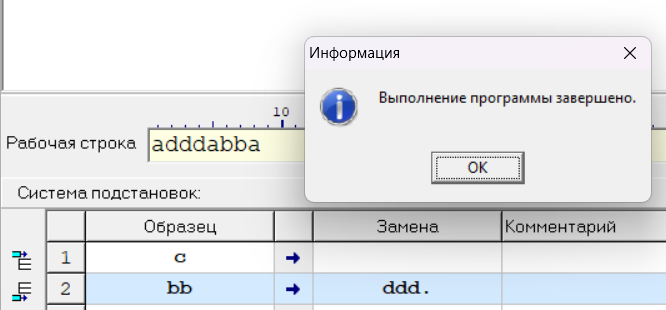 Информация
Выполнение программы завершено.
OK
10
Рабочая строка adddabba
Система подстановок:
Образец Замена Комментарий
1 c →
2 bb → ddd.